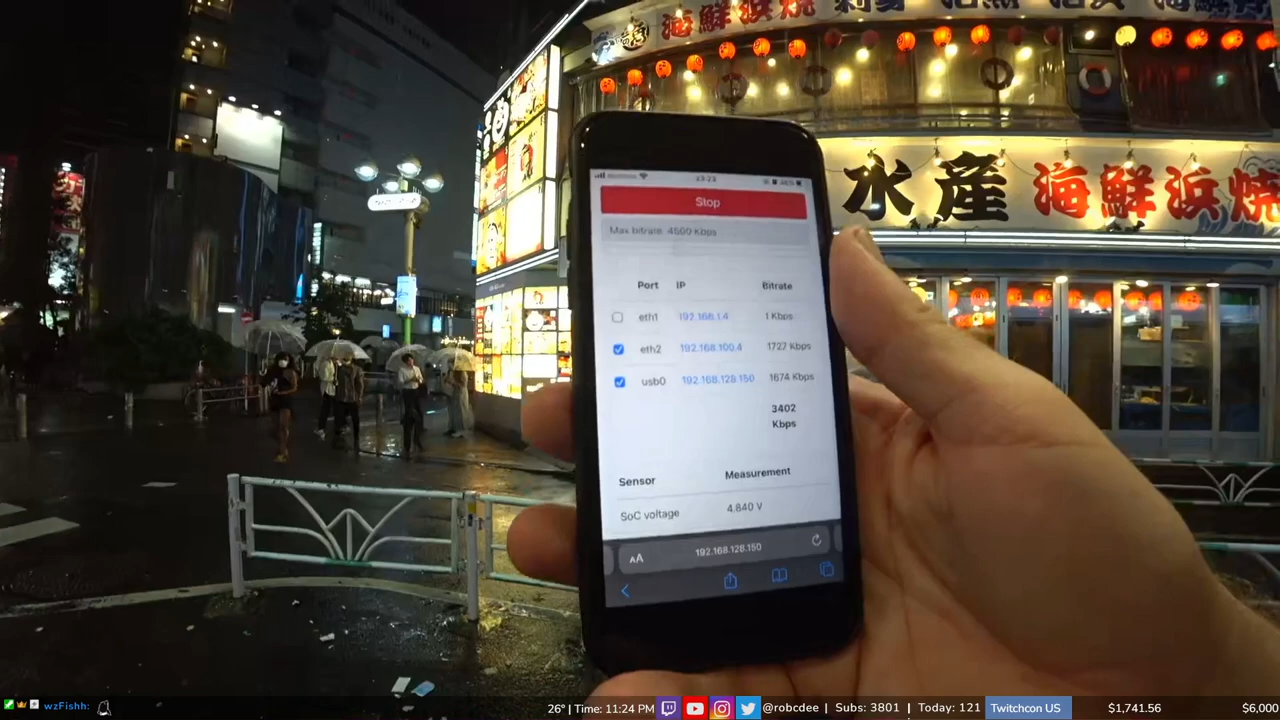 海鮮浜焼
水産 海鮮浜焼
13:23
Stop
Max bitrate: 4500 Kbps
Port IP Bitrate
eth1 192.168.1.4 1 Kbps
eth2 192.168.100.4 1727 Kbps
usb0 192.168.128.150 1674 Kbps
3402
Kbps
Sensor Measurement
SoC voltage 4.840 V
AA 192.168.128.150
wzFishh:
26° | Time: 11:24 PM @robcdee | Subs: 3801 | Today: 121 Twitchcon US $1,741.56 $6,000